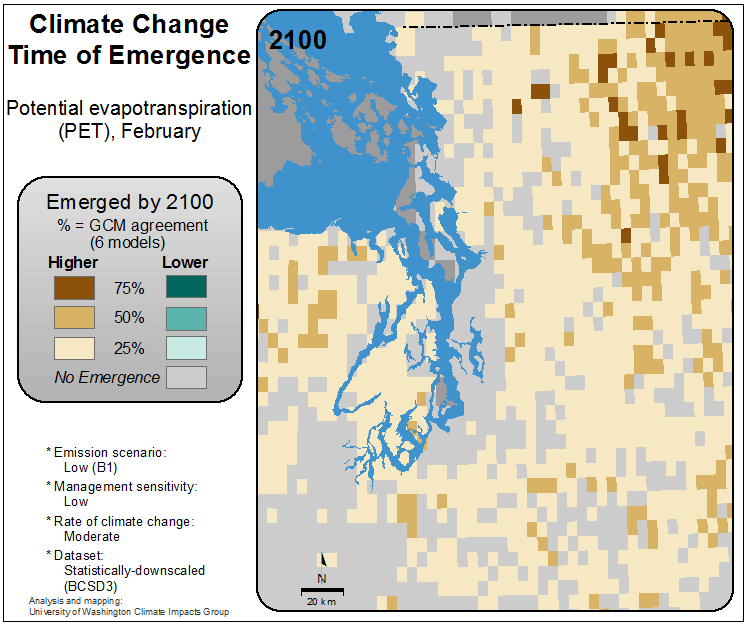 Climate Change
Time of Emergence
Potential evapotranspiration
(PET), February
Emerged by 2100
% = GCM agreement
(6 models)
Higher Lower
75%
50%
25%
No Emergence
* Emission scenario:
Low (B1)
* Management sensitivity:
Low
* Rate of climate change:
Moderate
* Dataset:
Statistically-downscaled
(BCSD3)
Analysis and mapping:
University of Washington Climate Impacts Group
2100
N
20 km